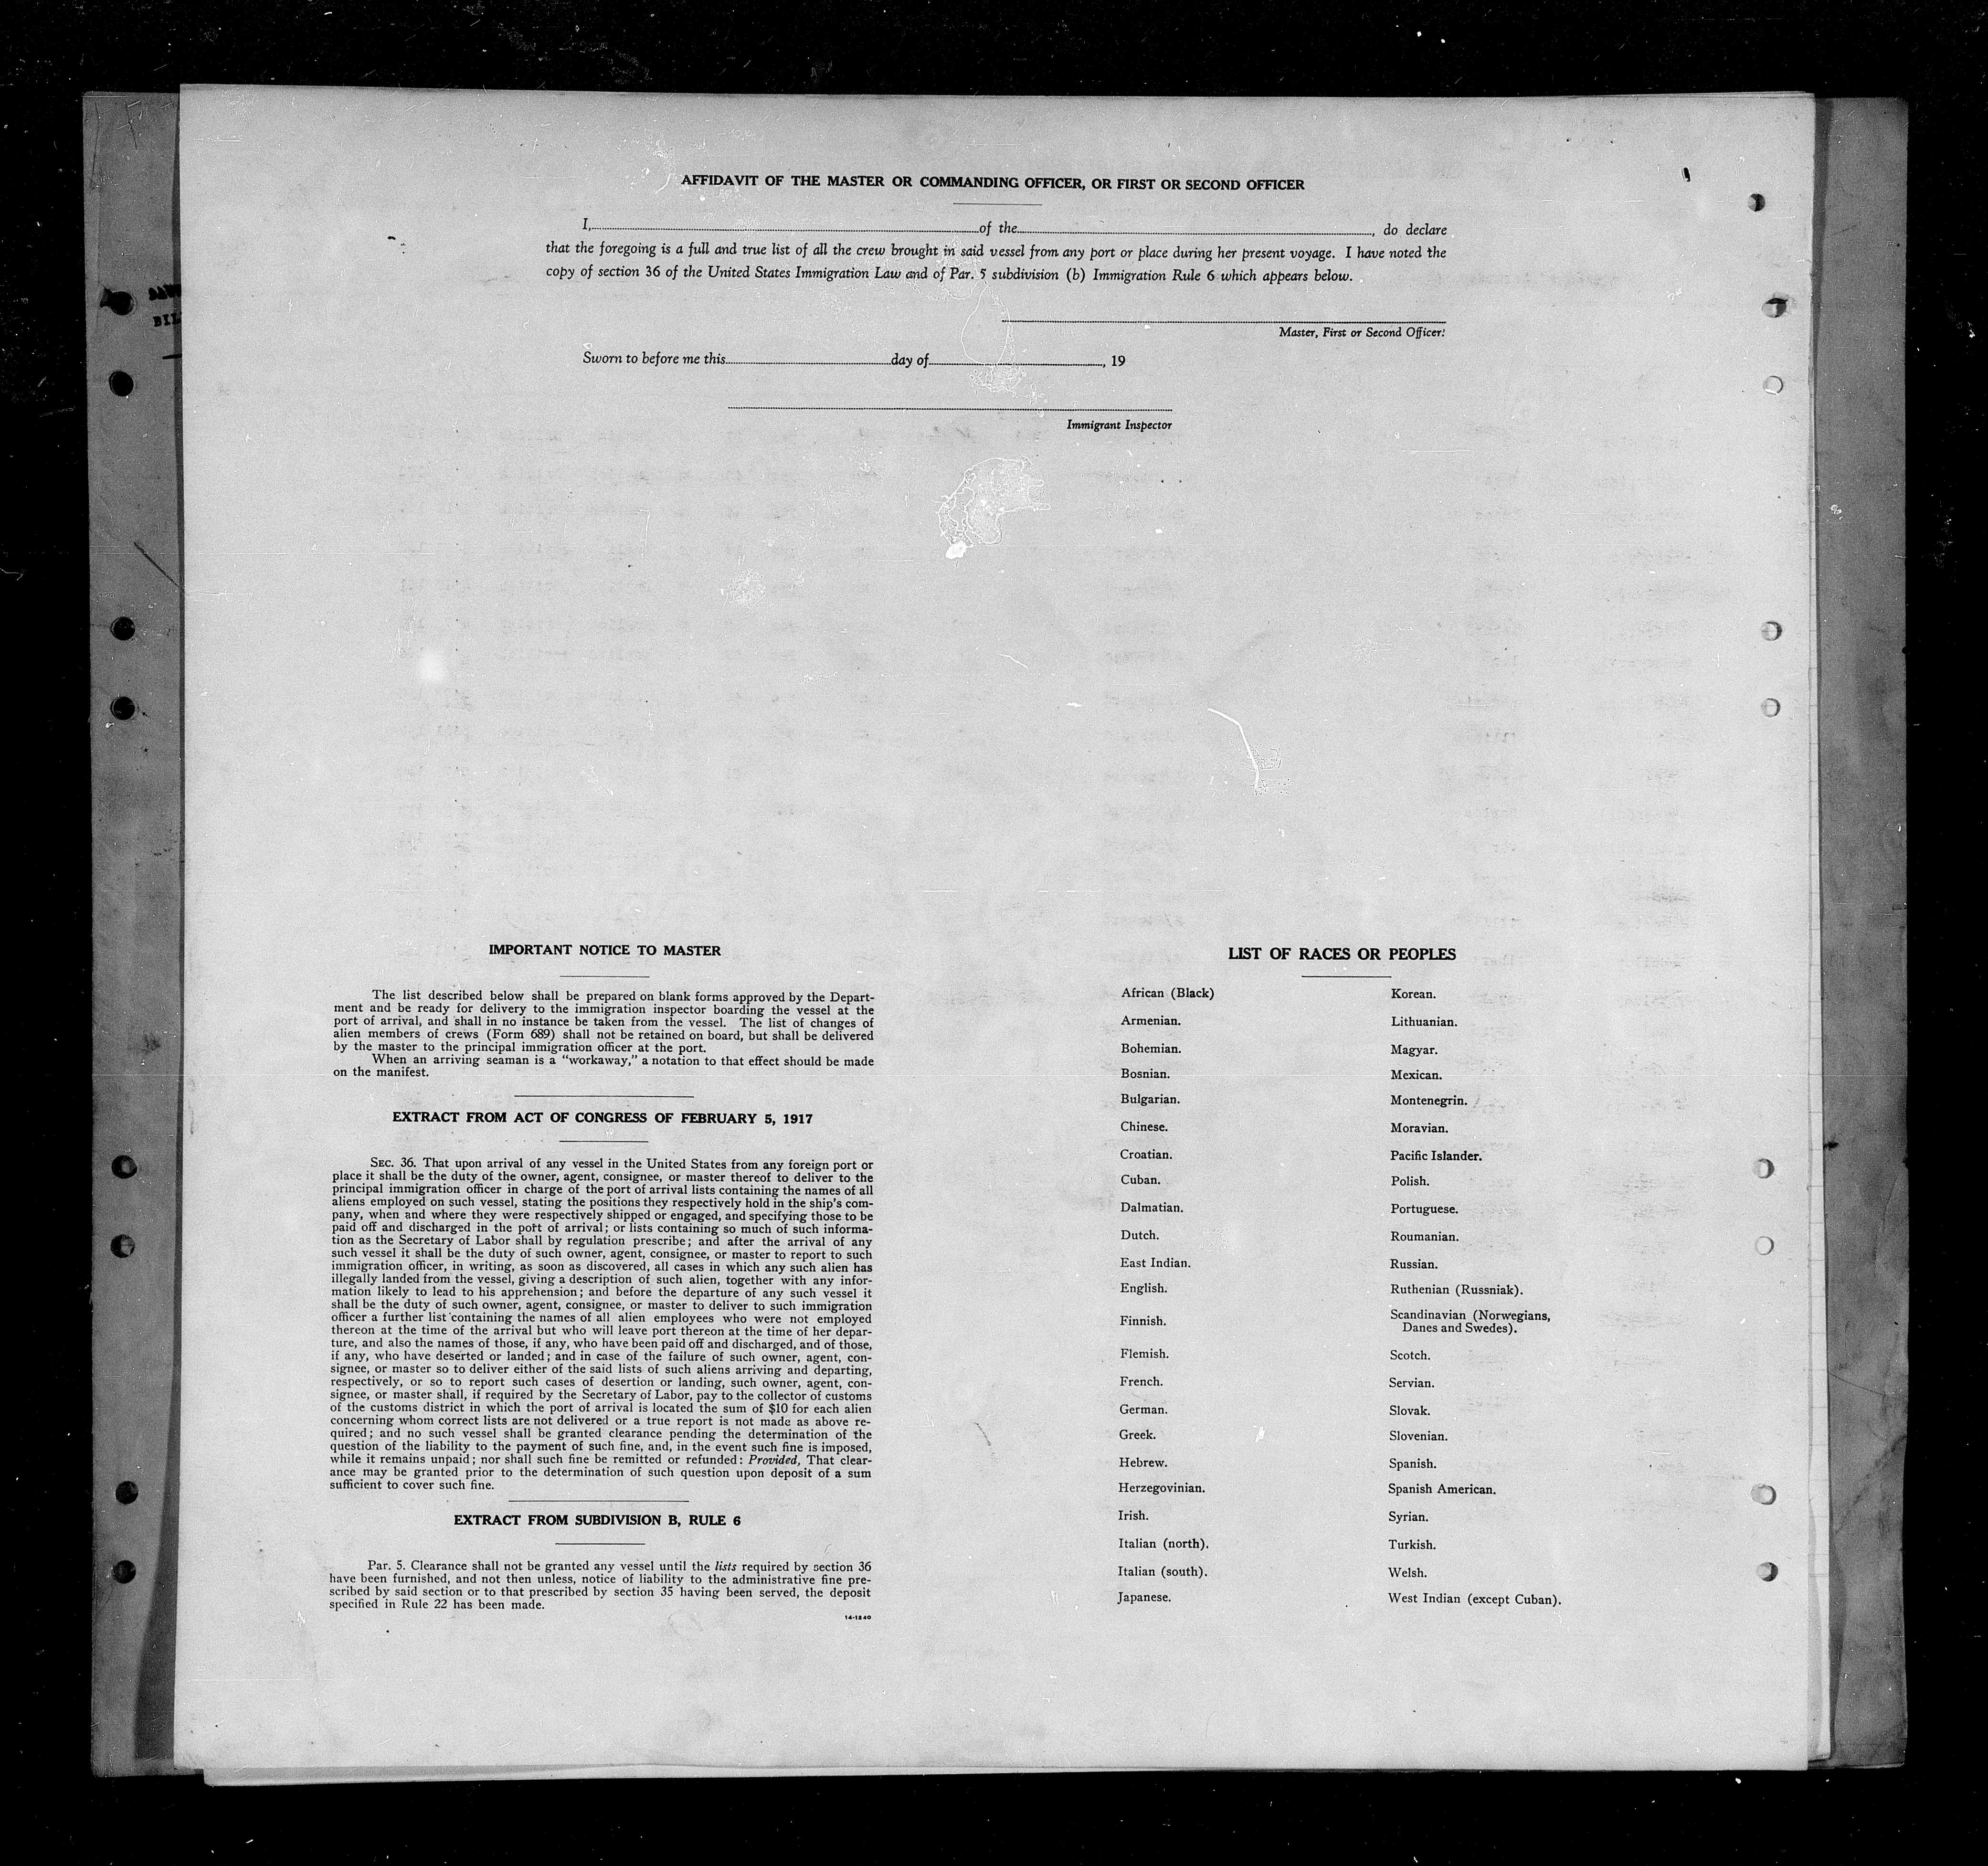 AFFIDAVIT OF THE MASTER OR COMMANDING OFFICER, OR FIRST OR SECOND OFFICER
I, of the , do declare
that the foregoing is a full and true list of all the crew brought in said vessel from any port or place during her present voyage. I have noted the
copy of section 36 of the United States Immigration Law and of Par. 5 subdivision (b) Immigration Rule 6 which appears below.
Master, First or Second Officer.
Sworn to before me this day of , 19
Immigrant Inspector
IMPORTANT NOTICE TO MASTER
The list described below shall be prepared on blank forms approved by the Depart-
ment and be ready for delivery to the immigration inspector boarding the vessel at the
port of arrival, and shall in no instance be taken from the vessel. The list of changes of
alien members of crews (Form 689) shall not be retained on board, but shall be delivered
by the master to the principal immigration officer at the port.
When an arriving seaman is a "workaway," a notation to that effect should be made
on the manifest.
EXTRACT FROM ACT OF CONGRESS OF FEBRUARY 5, 1917
SEC. 36. That upon arrival of any vessel in the United States from any foreign port or
place it shall be the duty of the owner, agent, consignee, or master thereof to deliver to the
principal immigration officer in charge of the port of arrival lists containing the names of all
aliens employed on such vessel, stating the positions they respectively hold in the ship's com-
pany, when and where they were respectively shipped or engaged, and specifying those to be
paid off and discharged in the port of arrival; or lists containing so much of such informa-
tion as the Secretary of Labor shall by regulation prescribe; and after the arrival of any
such vessel it shall be the duty of such owner, agent, consignee, or master to report to such
immigration officer, in writing, as soon as discovered, all cases in which any such alien has
illegally landed from the vessel, giving a description of such alien, together with any infor-
mation likely to lead to his apprehension; and before the departure of any such vessel it
shall be the duty of such owner, agent, consignee, or master to deliver to such immigration
officer a further list containing the names of all alien employees who were not employed
thereon at the time of the arrival but who will leave port thereon at the time of her depar-
ture, and also the names of those, if any, who have been paid off and discharged, and of those,
if any, who have deserted or landed; and in case of the failure of such owner, agent, con-
signee, or master so to deliver either of the said lists of such aliens arriving and departing,
respectively, or so to report such cases of desertion or landing, such owner, agent, con-
signee, or master shall, if required by the Secretary of Labor, pay to the collector of customs
of the customs district in which the port of arrival is located the sum of $10 for each alien
concerning whom correct lists are not delivered or a true report is not made as above re-
quired; and no such vessel shall be granted clearance pending the determination of the
question of the liability to the payment of such fine, and, in the event such fine is imposed,
while it remains unpaid; nor shall such fine be remitted or refunded: Provided, That clear-
ance may be granted prior to the determination of such question upon deposit of a sum
sufficient to cover such fine.
EXTRACT FROM SUBDIVISION B, RULE 6
Par. 5. Clearance shall not be granted any vessel until the lists required by section 36
have been furnished, and not then unless, notice of liability to the administrative fine pre-
scribed by said section or to that prescribed by section 35 having been served, the deposit
specified in Rule 22 has been made.
14-1240
LIST OF RACES OR PEOPLES
African (Black)
Armenian.
Bohemian.
Bosnian.
Bulgarian.
Chinese.
Croatian.
Cuban.
Dalmatian.
Dutch.
East Indian.
English.
Finnish.
Flemish.
French.
German.
Greek.
Hebrew.
Herzegovinian.
Irish.
Italian (north).
Italian (south).
Japanese.
Korean.
Lithuanian.
Magyar.
Mexican.
Montenegrin.
Moravian.
Pacific Islander.
Polish.
Portuguese.
Roumanian.
Russian.
Ruthenian (Russniak).
Scandinavian (Norwegians,
Danes and Swedes).
Scotch.
Servian.
Slovak.
Slovenian.
Spanish.
Spanish American.
Syrian.
Turkish.
Welsh.
West Indian (except Cuban).